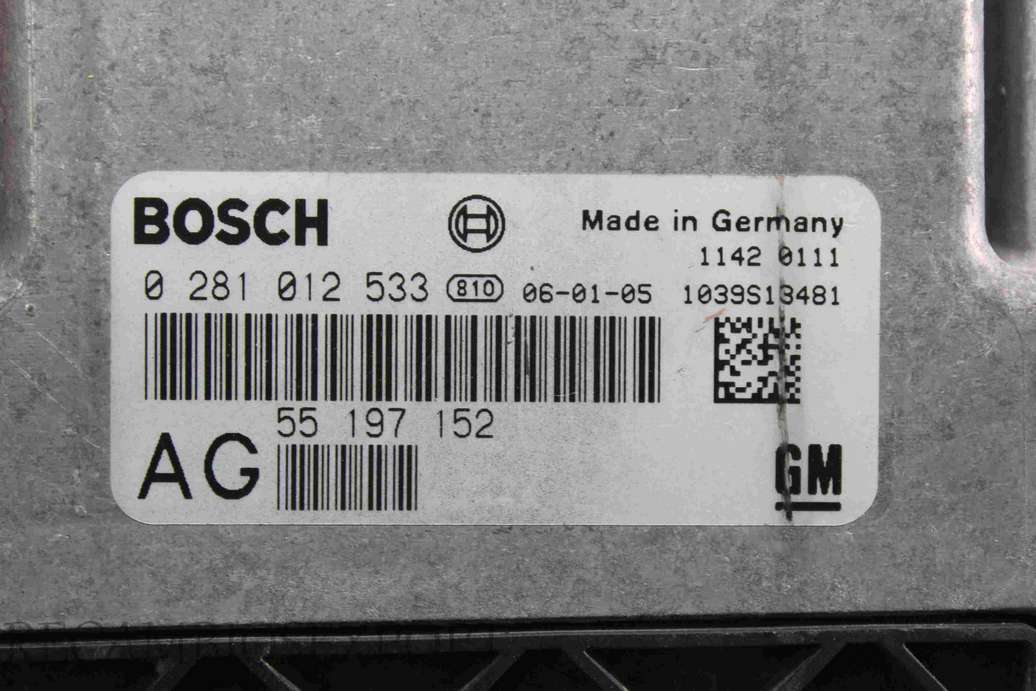 BOSCH
Made in Germany
1142 0111
0 281 012 533 810 06-01-05 1039S13481
55 197 152
AG
GM